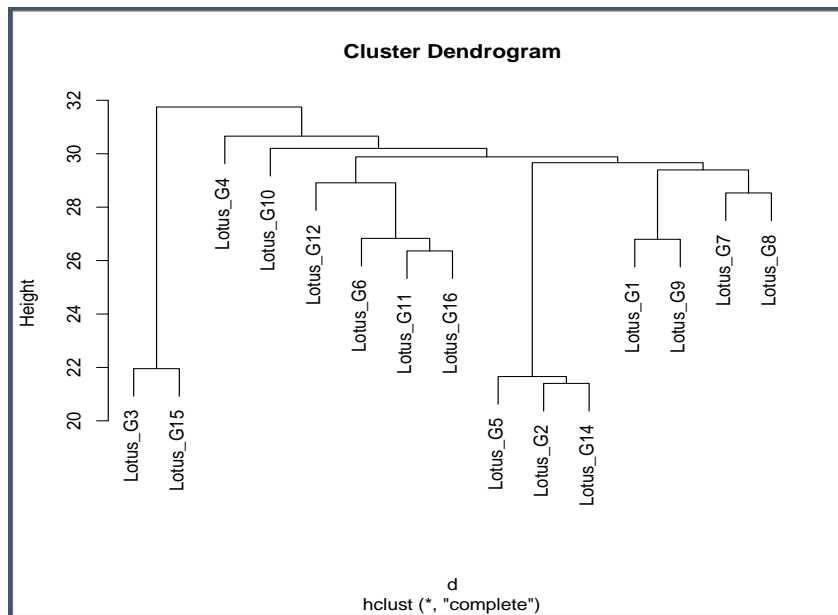 Cluster Dendrogram
Height
32
30
28
26
24
22
20
Lotus_G3
Lotus_G15
Lotus_G4
Lotus_G10
Lotus_G12
Lotus_G6
Lotus_G11
Lotus_G16
Lotus_G5
Lotus_G2
Lotus_G14
Lotus_G1
Lotus_G9
Lotus_G7
Lotus_G8
d
hclust (*, "complete")